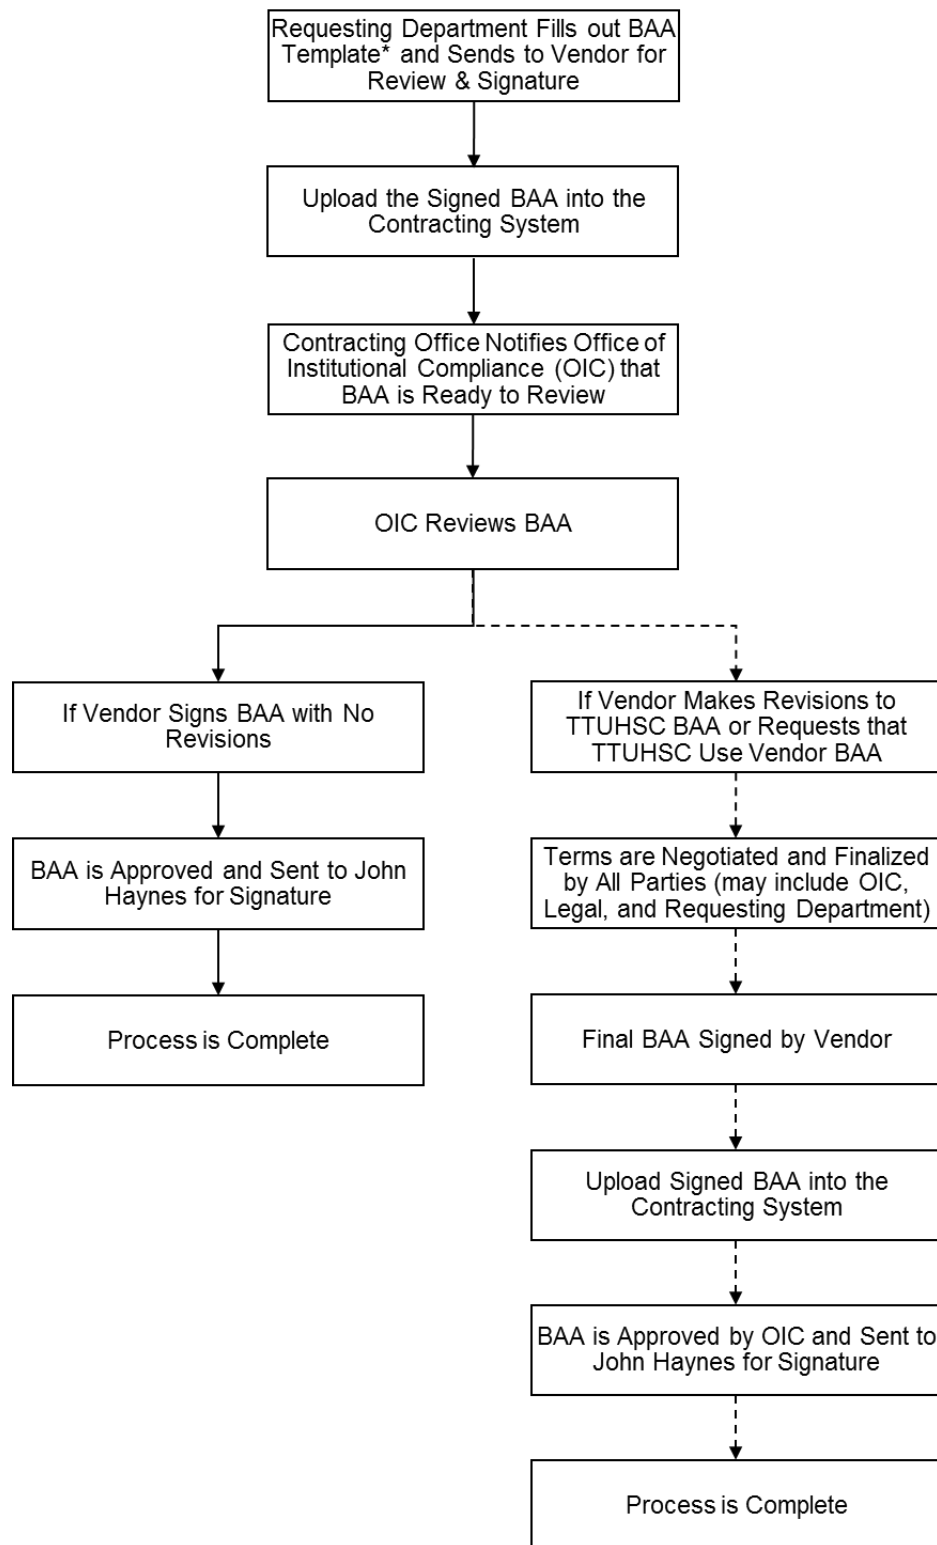 Requesting Department Fills out BAA
Template* and Sends to Vendor for
Review & Signature
Upload the Signed BAA into the
Contracting System
Contracting Office Notifies Office of
Institutional Compliance (OIC) that
BAA is Ready to Review
OIC Reviews BAA
If Vendor Signs BAA with No
Revisions
BAA is Approved and Sent to John
Haynes for Signature
Process is Complete
If Vendor Makes Revisions to
TTUHSC BAA or Requests that
TTUHSC Use Vendor BAA
Terms are Negotiated and Finalized
by All Parties (may include OIC,
Legal, and Requesting Department)
Final BAA Signed by Vendor
Upload Signed BAA into the
Contracting System
BAA is Approved by OIC and Sent to
John Haynes for Signature
Process is Complete